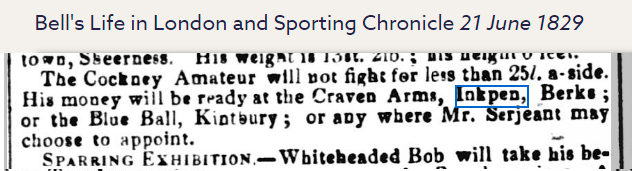 Bell's Life in London and Sporting Chronicle 21 June 1829
town, Sheerness. His weight is 13st. 2lb.; his height 6 feet.
The Cockney Amateur will not fight for less than 25l. a-side.
His money will be ready at the Craven Arms, Inkpen, Berks;
or the Blue Ball, Kintbury; or any where Mr. Serjeant may
choose to appoint.
SPARRING EXHIBITION.—Whiteheaded Bob will take his be-